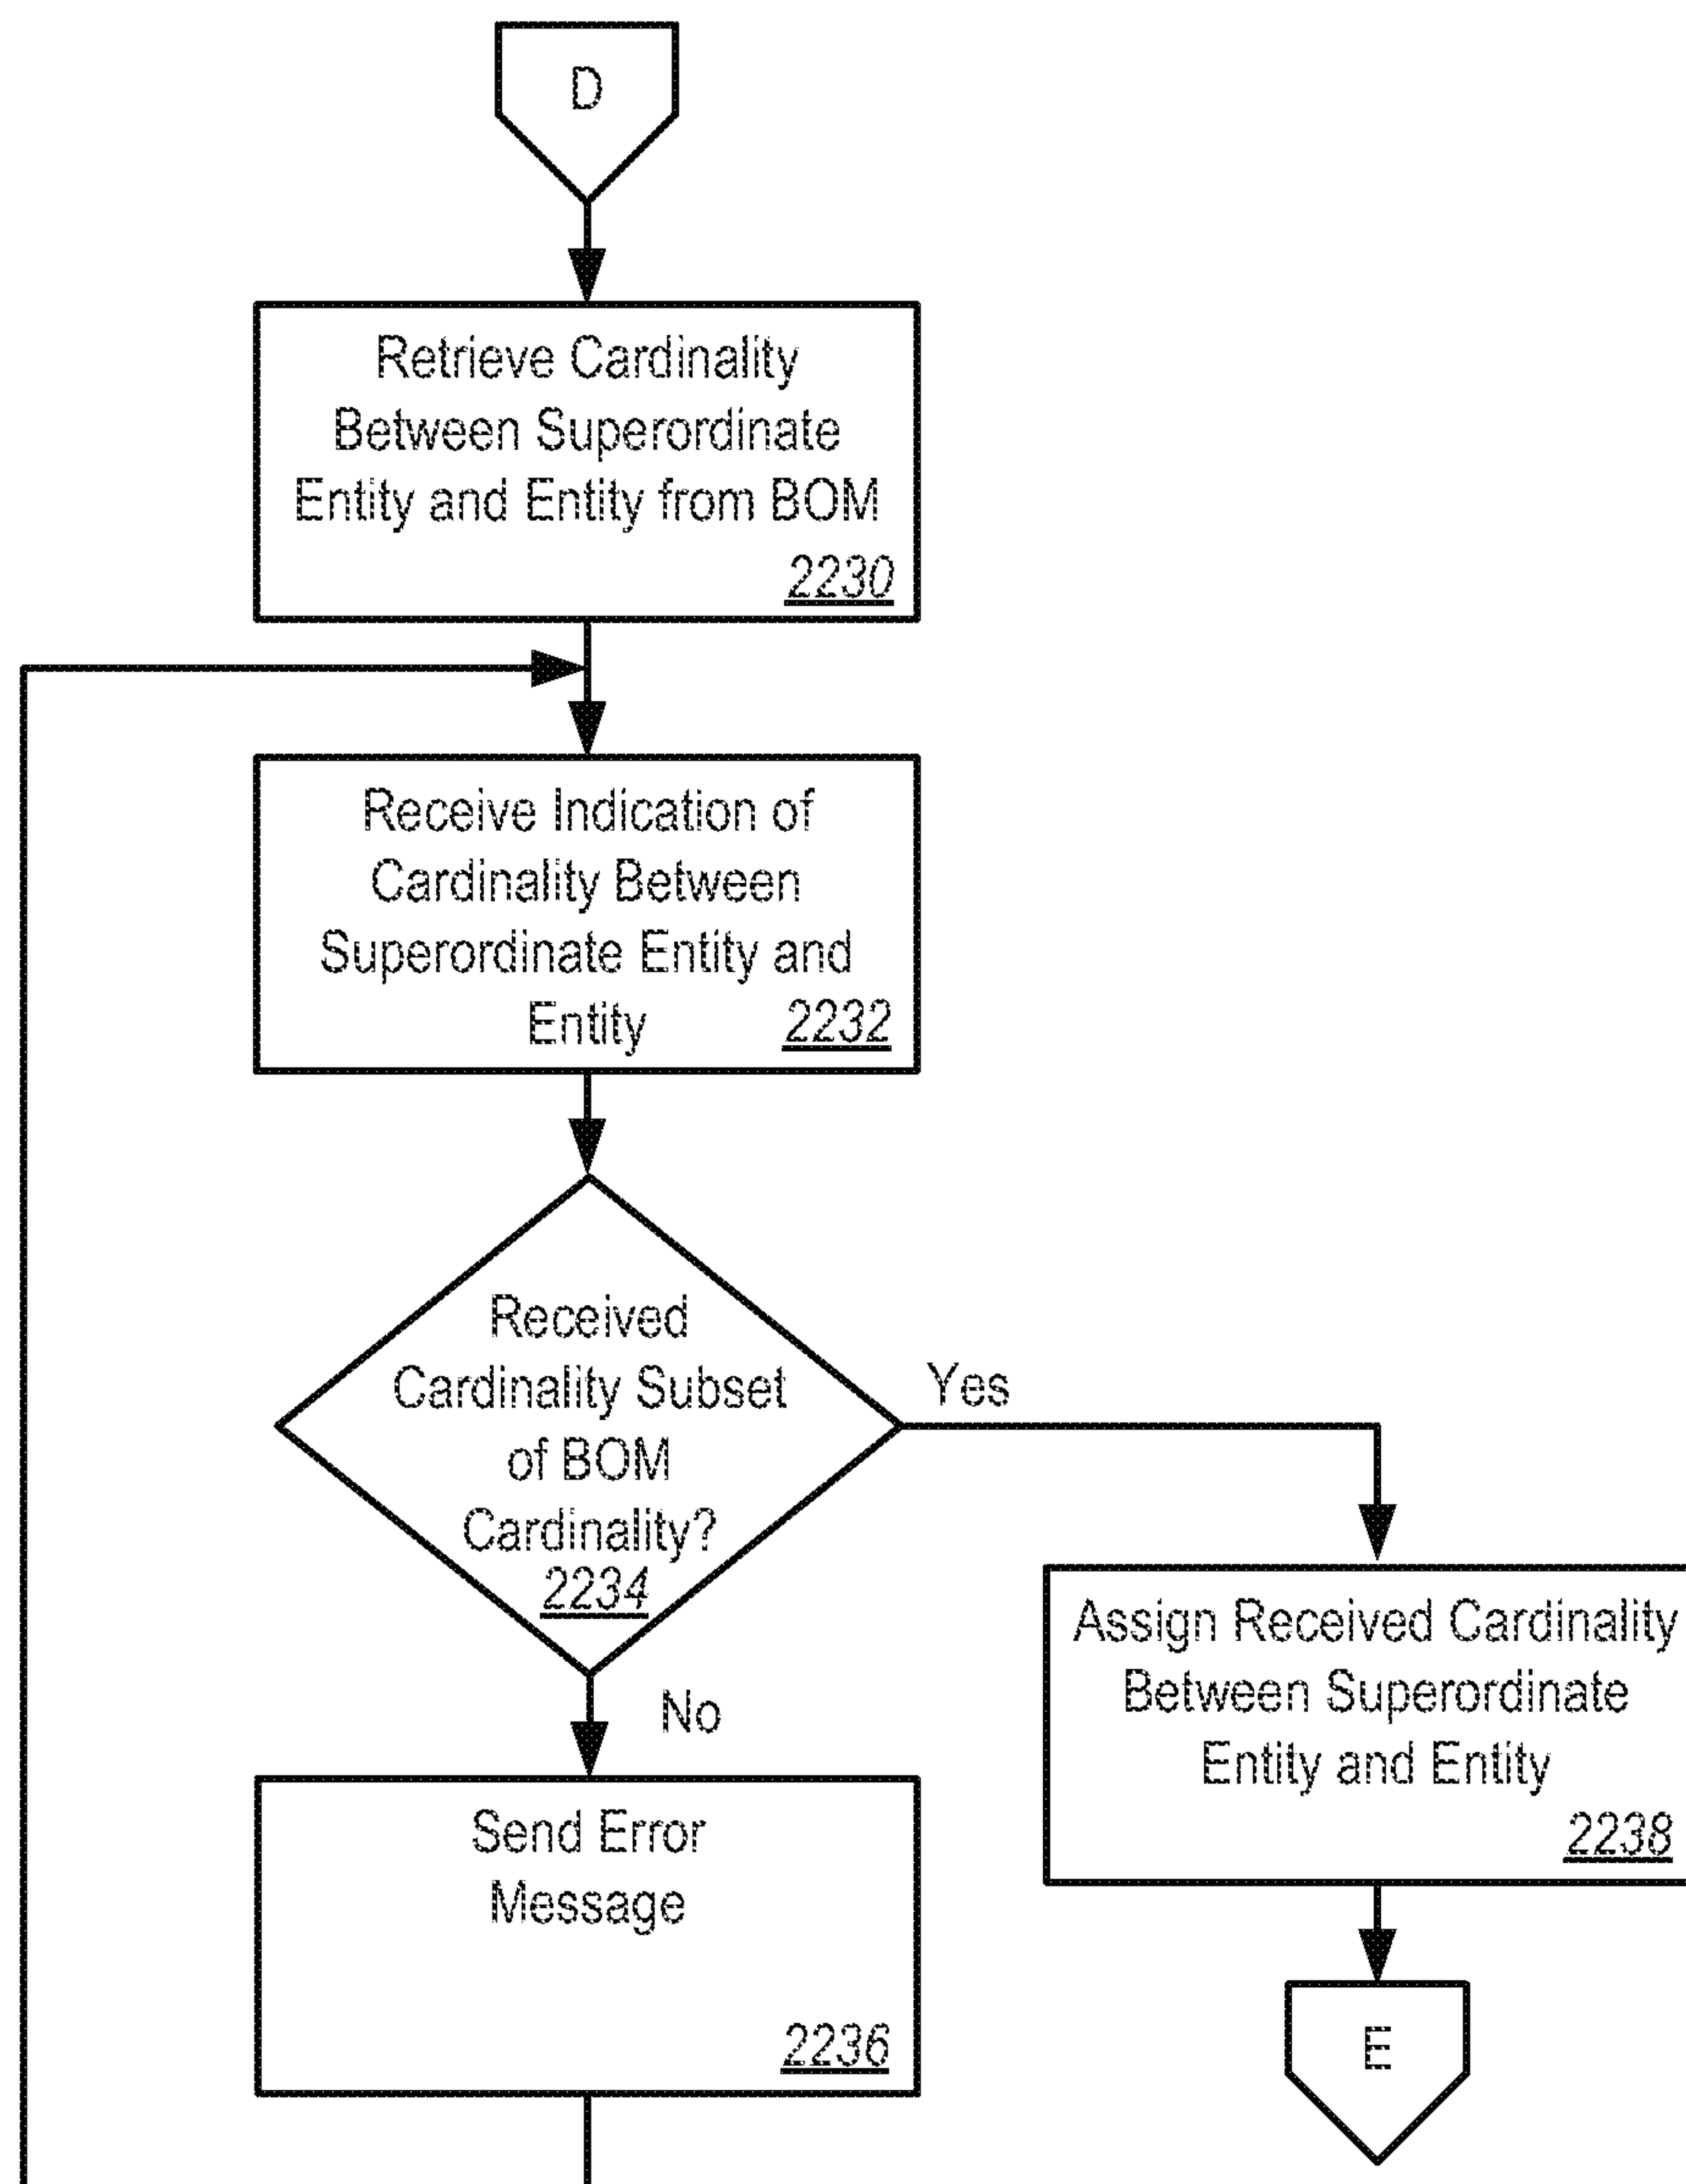 D
Retrieve Cardinality
Between Superordinate
Entity and Entity from BOM
2230
Receive Indication of
Cardinality Between
Superordinate Entity and
Entity 2232
Received
Cardinality Subset
of BOM
Cardinality?
2234
Yes
No
Send Error
Message
2236
Assign Received Cardinality
Between Superordinate
Entity and Entity
2238
E